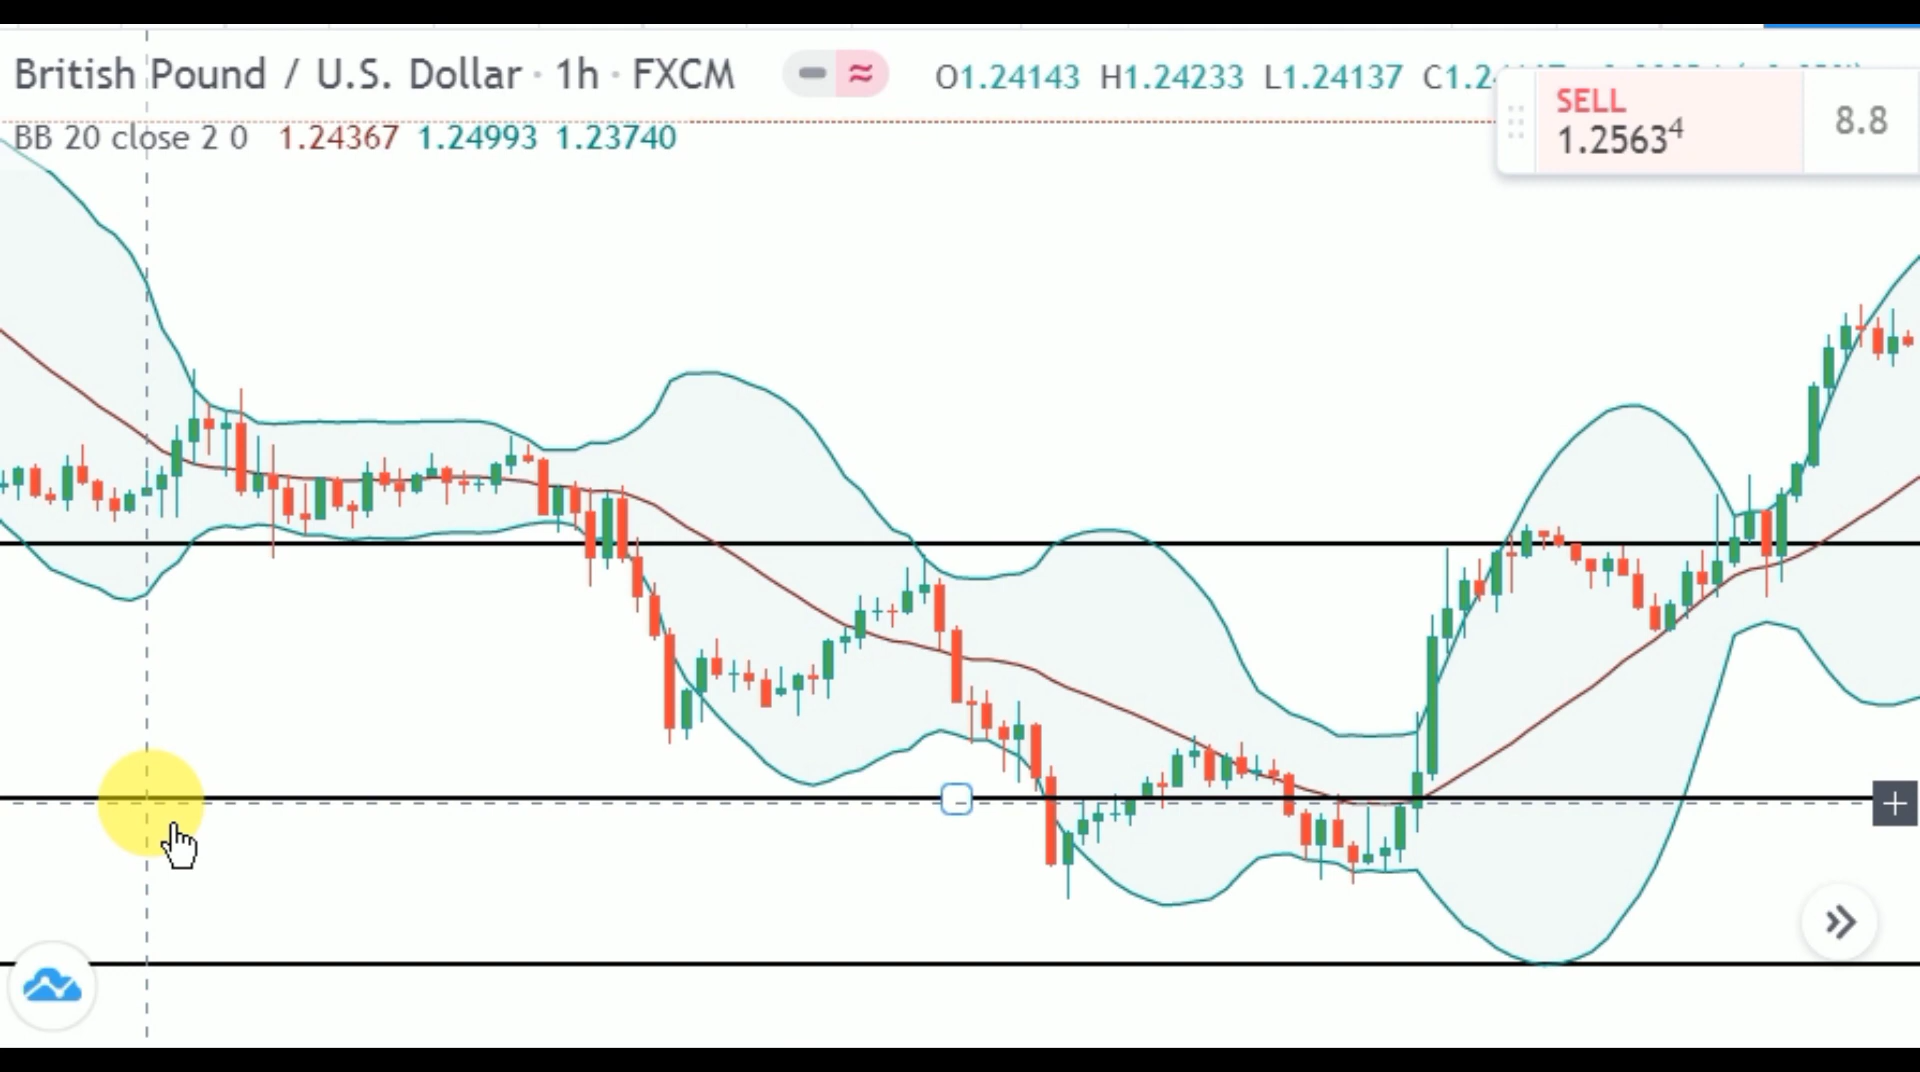 British Pound / U.S. Dollar · 1h · FXCM
O1.24143 H1.24233 L1.24137 C1.2
BB 20 close 2 0 1.24367 1.24993 1.23740
SELL
1.25634
8.8